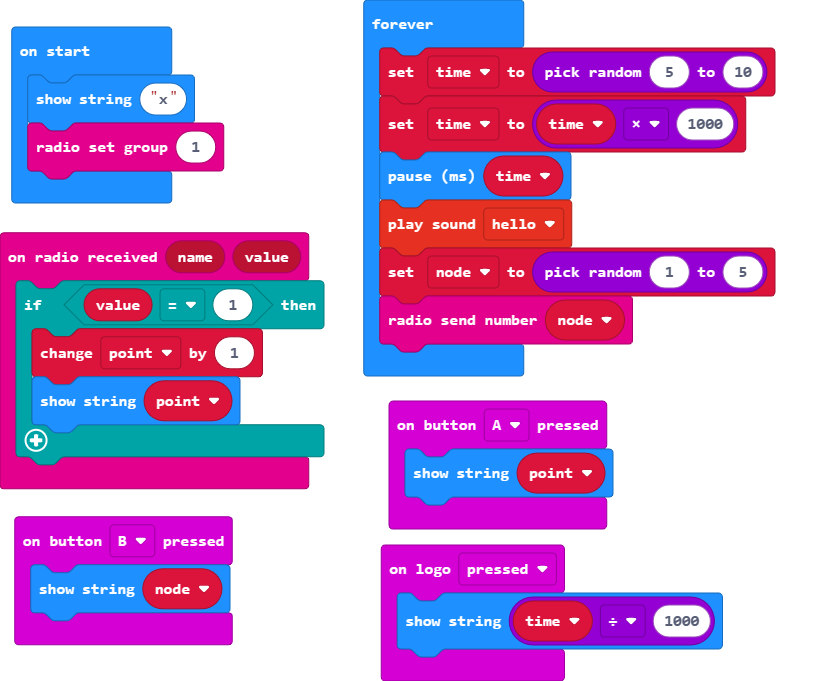 on start
show string "x"
radio set group 1
on radio received name value
if value = 1 then
change point by 1
show string point
on button B pressed
show string node
forever
set time to pick random 5 to 10
set time to time × 1000
pause (ms) time
play sound hello
set node to pick random 1 to 5
radio send number node
on button A pressed
show string point
on logo pressed
show string time ÷ 1000